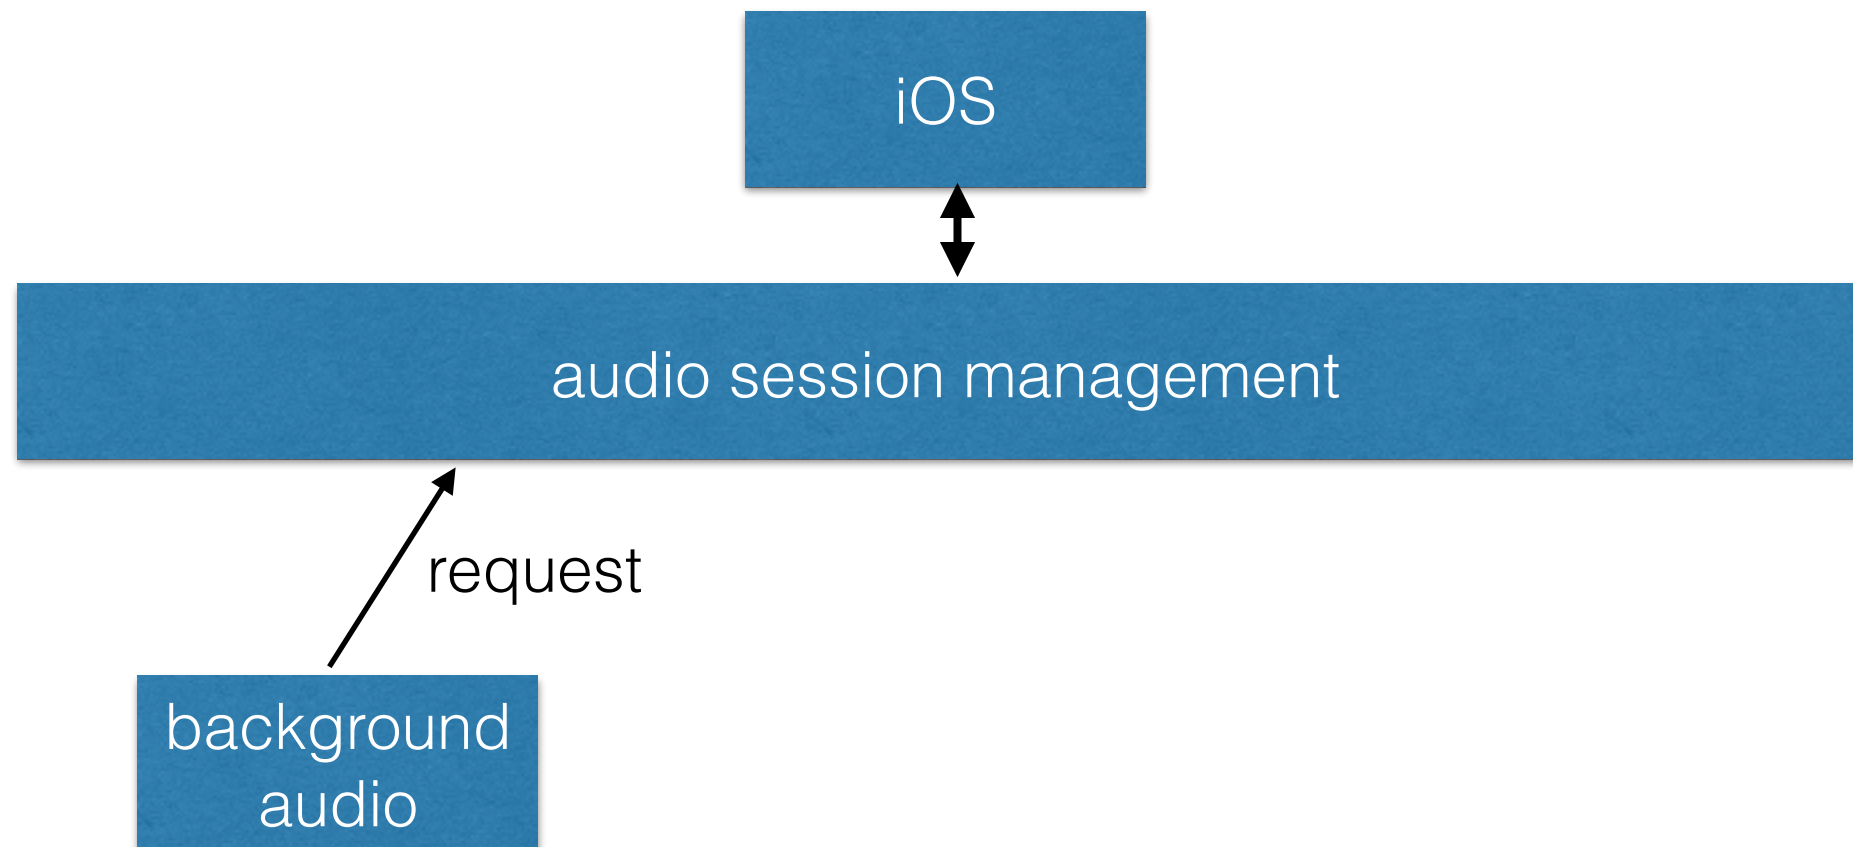 iOS
audio session management
request
background
audio